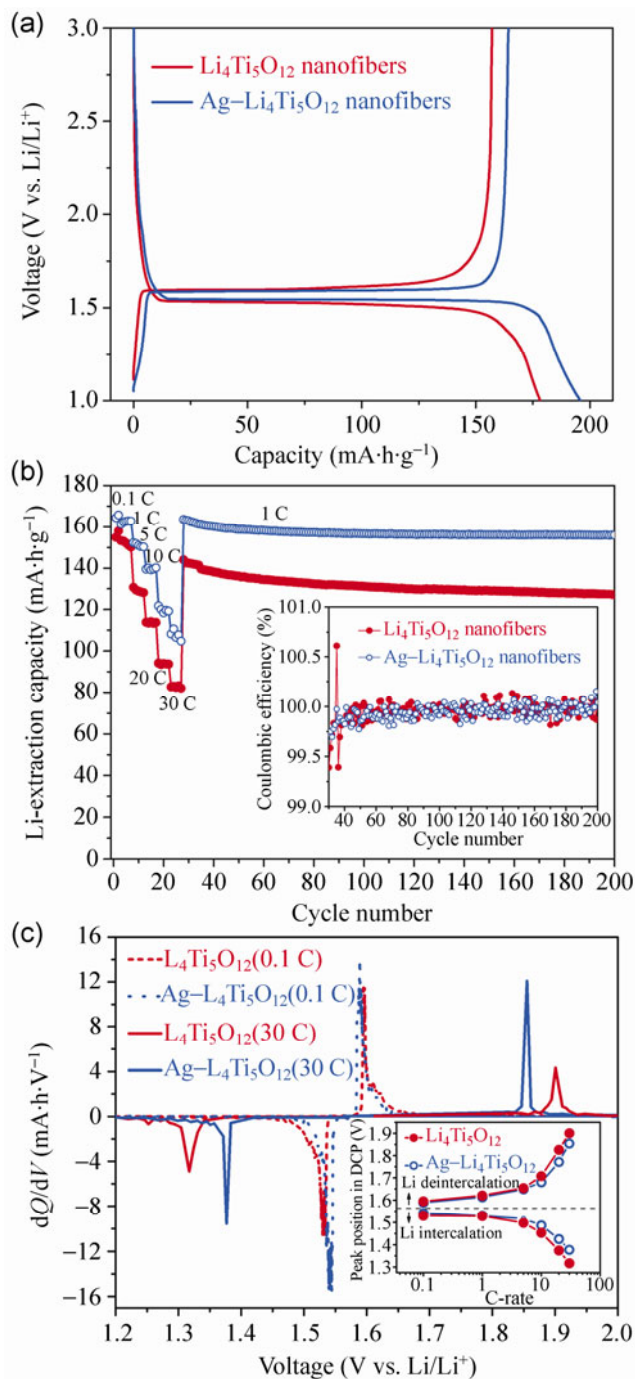 (a)
3.0
2.5
2.0
1.5
1.0
Voltage (V vs. Li/Li⁺)
Li₄Ti₅O₁₂ nanofibers
Ag–Li₄Ti₅O₁₂ nanofibers
0 50 100 150 200
Capacity (mA·h·g⁻¹)
(b)
180
160
140
120
100
80
60
40
20
0
Li-extraction capacity (mA·h·g⁻¹)
0.1 C
1 C
5 C
10 C
20 C
30 C
1 C
101.0
100.5
100.0
99.5
99.0
Coulombic efficiency (%)
Li₄Ti₅O₁₂ nanofibers
Ag–Li₄Ti₅O₁₂ nanofibers
40 60 80 100 120 140 160 180 200
Cycle number
0 20 40 60 80 100 120 140 160 180 200
Cycle number
(c)
16
12
8
4
0
−4
−8
−12
−16
dQ/dV (mA·h·V⁻¹)
L₄Ti₅O₁₂(0.1 C)
Ag–L₄Ti₅O₁₂(0.1 C)
L₄Ti₅O₁₂(30 C)
Ag–L₄Ti₅O₁₂(30 C)
1.9
1.8
1.7
1.6
1.5
1.4
1.3
Peak position in DCP (V)
Li₄Ti₅O₁₂
Ag–Li₄Ti₅O₁₂
Li deintercalation
Li intercalation
0.1 1 10 100
C-rate
1.2 1.3 1.4 1.5 1.6 1.7 1.8 1.9 2.0
Voltage (V vs. Li/Li⁺)